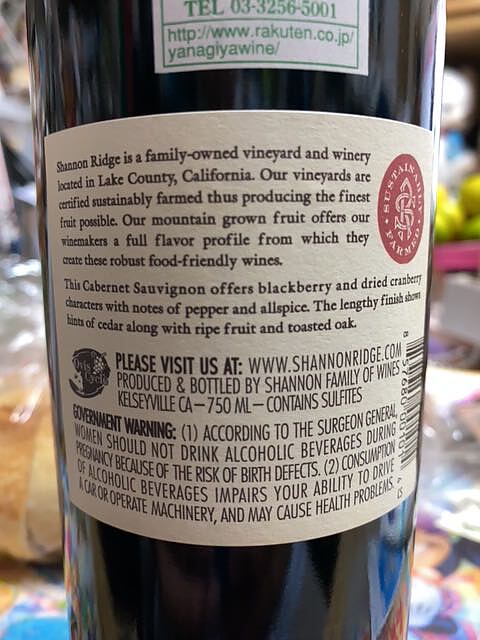 TEL 03-3256-5001
http://www.rakuten.co.jp/
yanagiyawine/
Shannon Ridge is a family-owned vineyard and winery
located in Lake County, California. Our vineyards are
certified sustainably farmed thus producing the finest
fruit possible. Our mountain grown fruit offers our
winemakers a full flavor profile from which they
create these robust food-friendly wines.
SUSTAINABLY
FARMED
This Cabernet Sauvignon offers blackberry and dried cranberry
characters with notes of pepper and allspice. The lengthy finish shows
hints of cedar along with ripe fruit and toasted oak.
PLEASE VISIT US AT: WWW.SHANNONRIDGE.COM
PRODUCED & BOTTLED BY SHANNON FAMILY OF WINES
KELSEYVILLE CA – 750 ML – CONTAINS SULFITES
GOVERNMENT WARNING: (1) ACCORDING TO THE SURGEON GENERAL,
WOMEN SHOULD NOT DRINK ALCOHOLIC BEVERAGES DURING
PREGNANCY BECAUSE OF THE RISK OF BIRTH DEFECTS. (2) CONSUMPTION
OF ALCOHOLIC BEVERAGES IMPAIRS YOUR ABILITY TO DRIVE
A CAR OR OPERATE MACHINERY, AND MAY CAUSE HEALTH PROBLEMS.